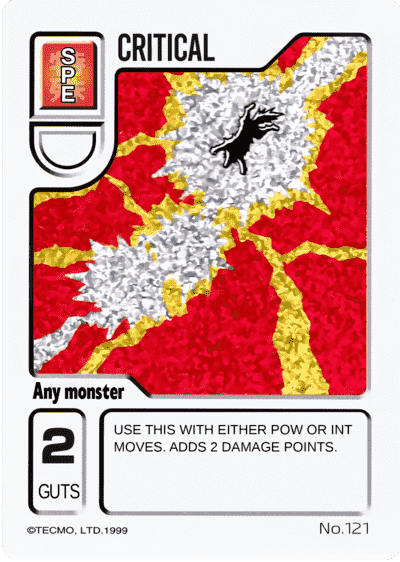 SPE
CRITICAL
Any monster
2
GUTS
USE THIS WITH EITHER POW OR INT
MOVES. ADDS 2 DAMAGE POINTS.
©TECMO, LTD.1999
No.121